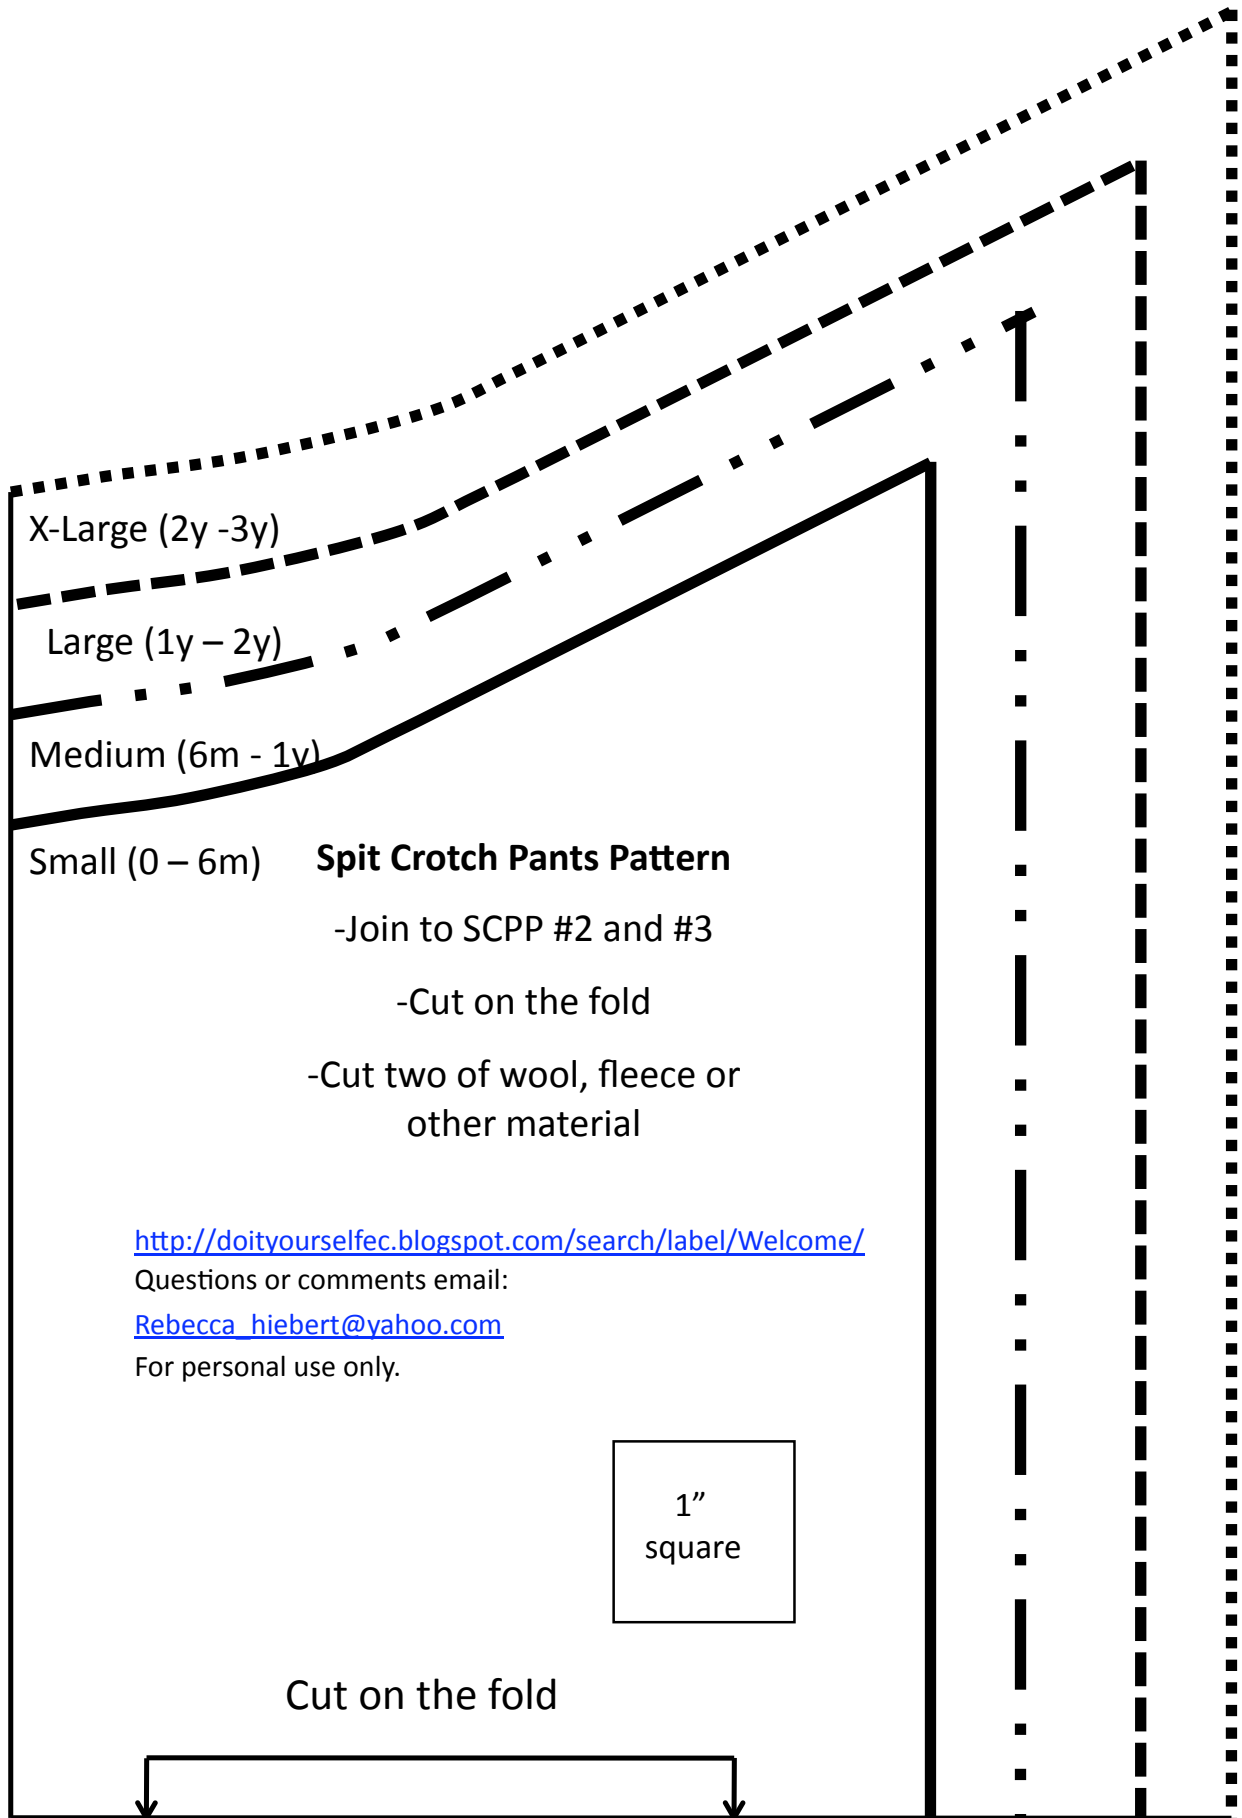 X-Large (2y -3y)
Large (1y – 2y)
Medium (6m - 1y)
Small (0 – 6m)
Spit Crotch Pants Pattern
-Join to SCPP #2 and #3
-Cut on the fold
-Cut two of wool, fleece or
other material
http://doityourselfec.blogspot.com/search/label/Welcome/
Questions or comments email:
Rebecca_hiebert@yahoo.com
For personal use only.
1”
square
Cut on the fold